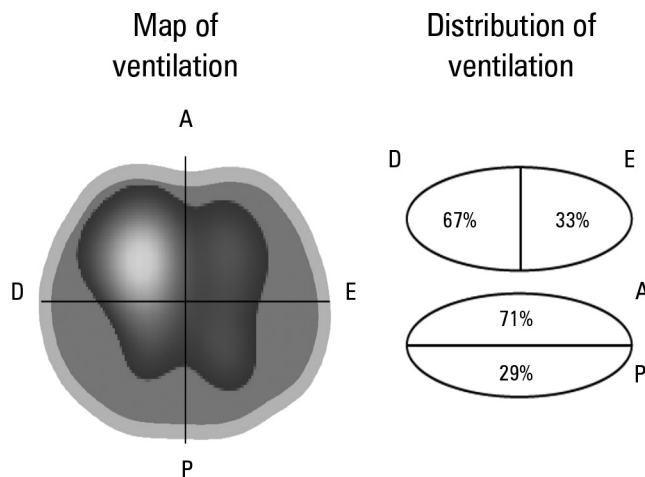 Map of
ventilation
A
D
E
P
Distribution of
ventilation
D
E
67%
33%
A
71%
29%
P